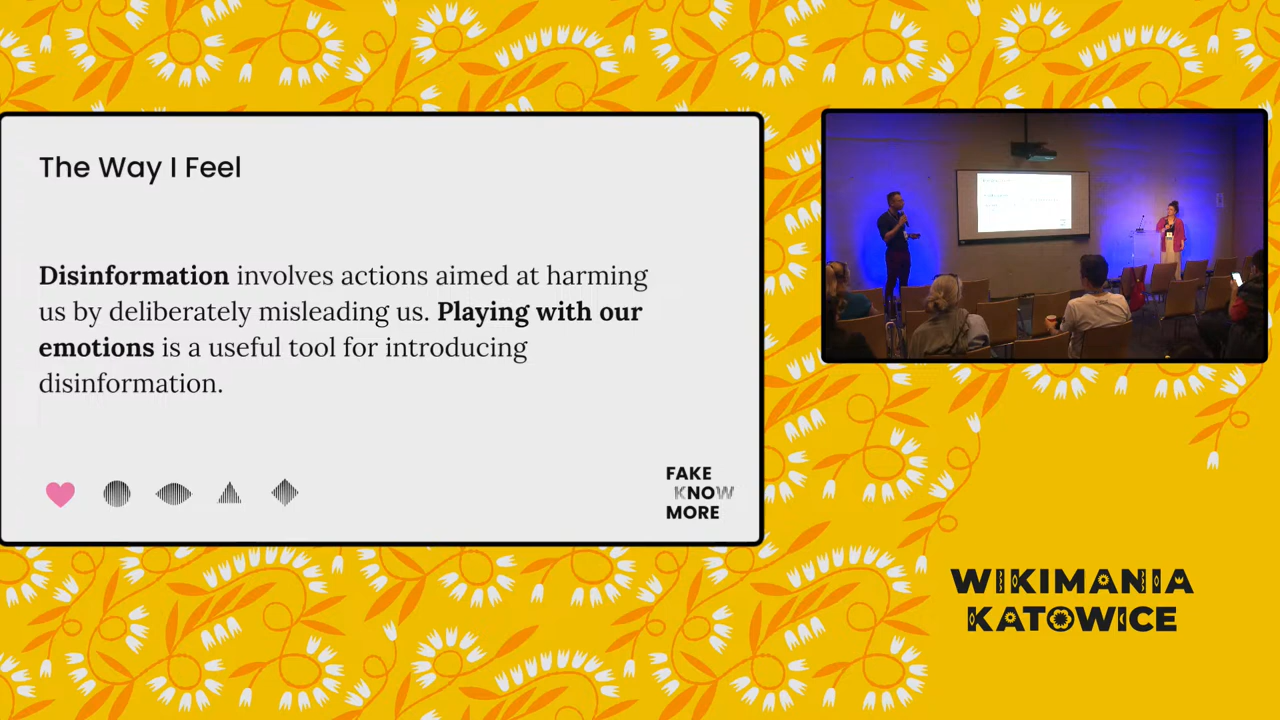 The Way I Feel
Disinformation involves actions aimed at harming
us by deliberately misleading us. Playing with our
emotions is a useful tool for introducing
disinformation.
FAKE
KNOW
MORE
WIKIMANIA
KATOWICE